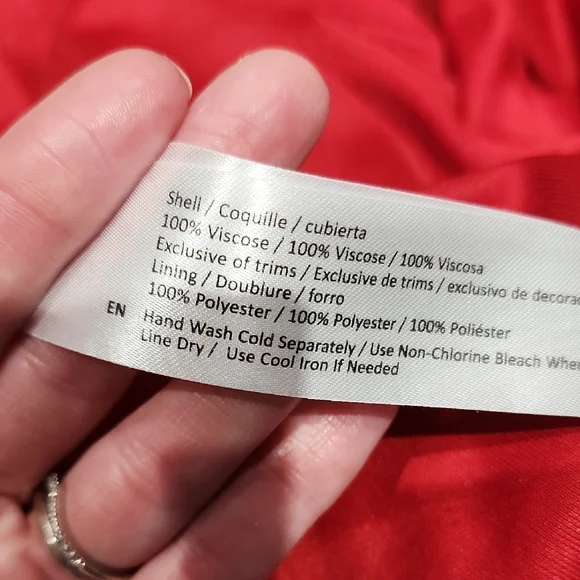 Shell / Coquille / cubierta
100% Viscose / 100% Viscose / 100% Viscosa
Exclusive of trims / Exclusive de trims / exclusivo de
Lining / Doublure / forro
100% Polyester / 100% Polyester / 100% Poliéster
EN Hand Wash Cold Separately / Use Non-Chlorine Bleach
Line Dry / Use Cool Iron If Needed